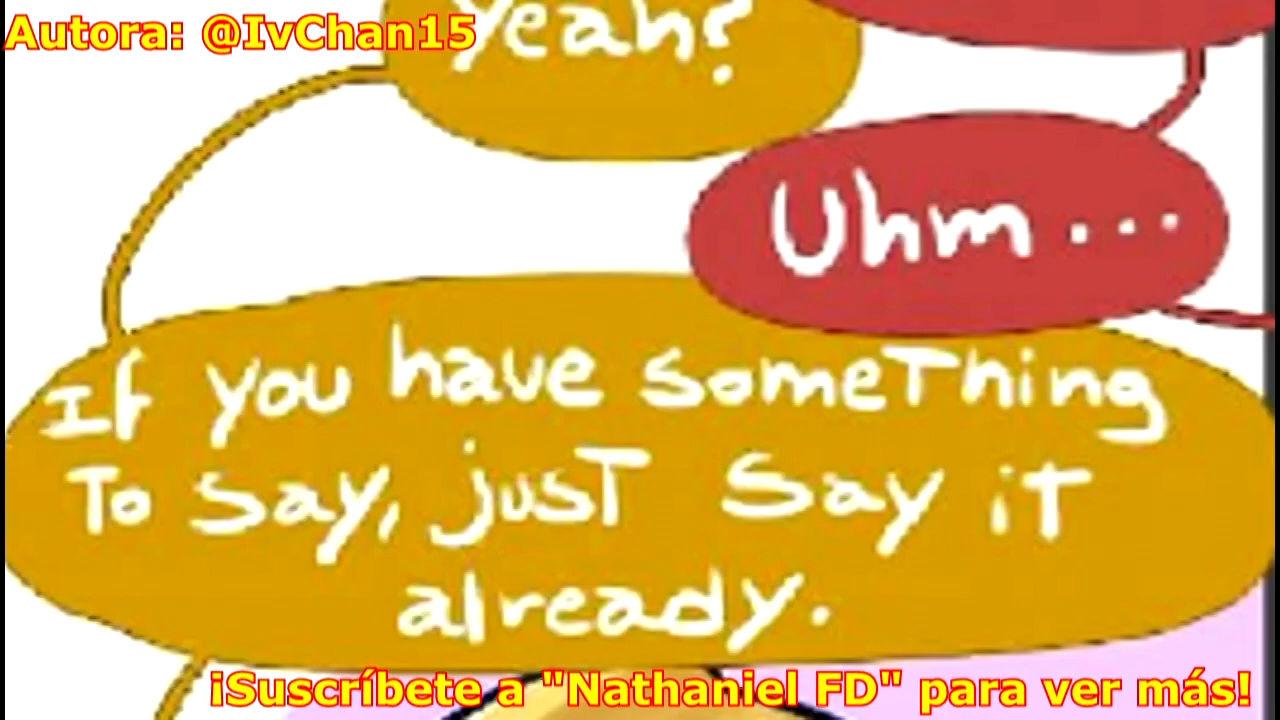 Autora: @IvChan15
Yeah?
Uhm...
If you have something
To say, just say it
already.
¡Suscríbete a "Nathaniel FD" para ver más!